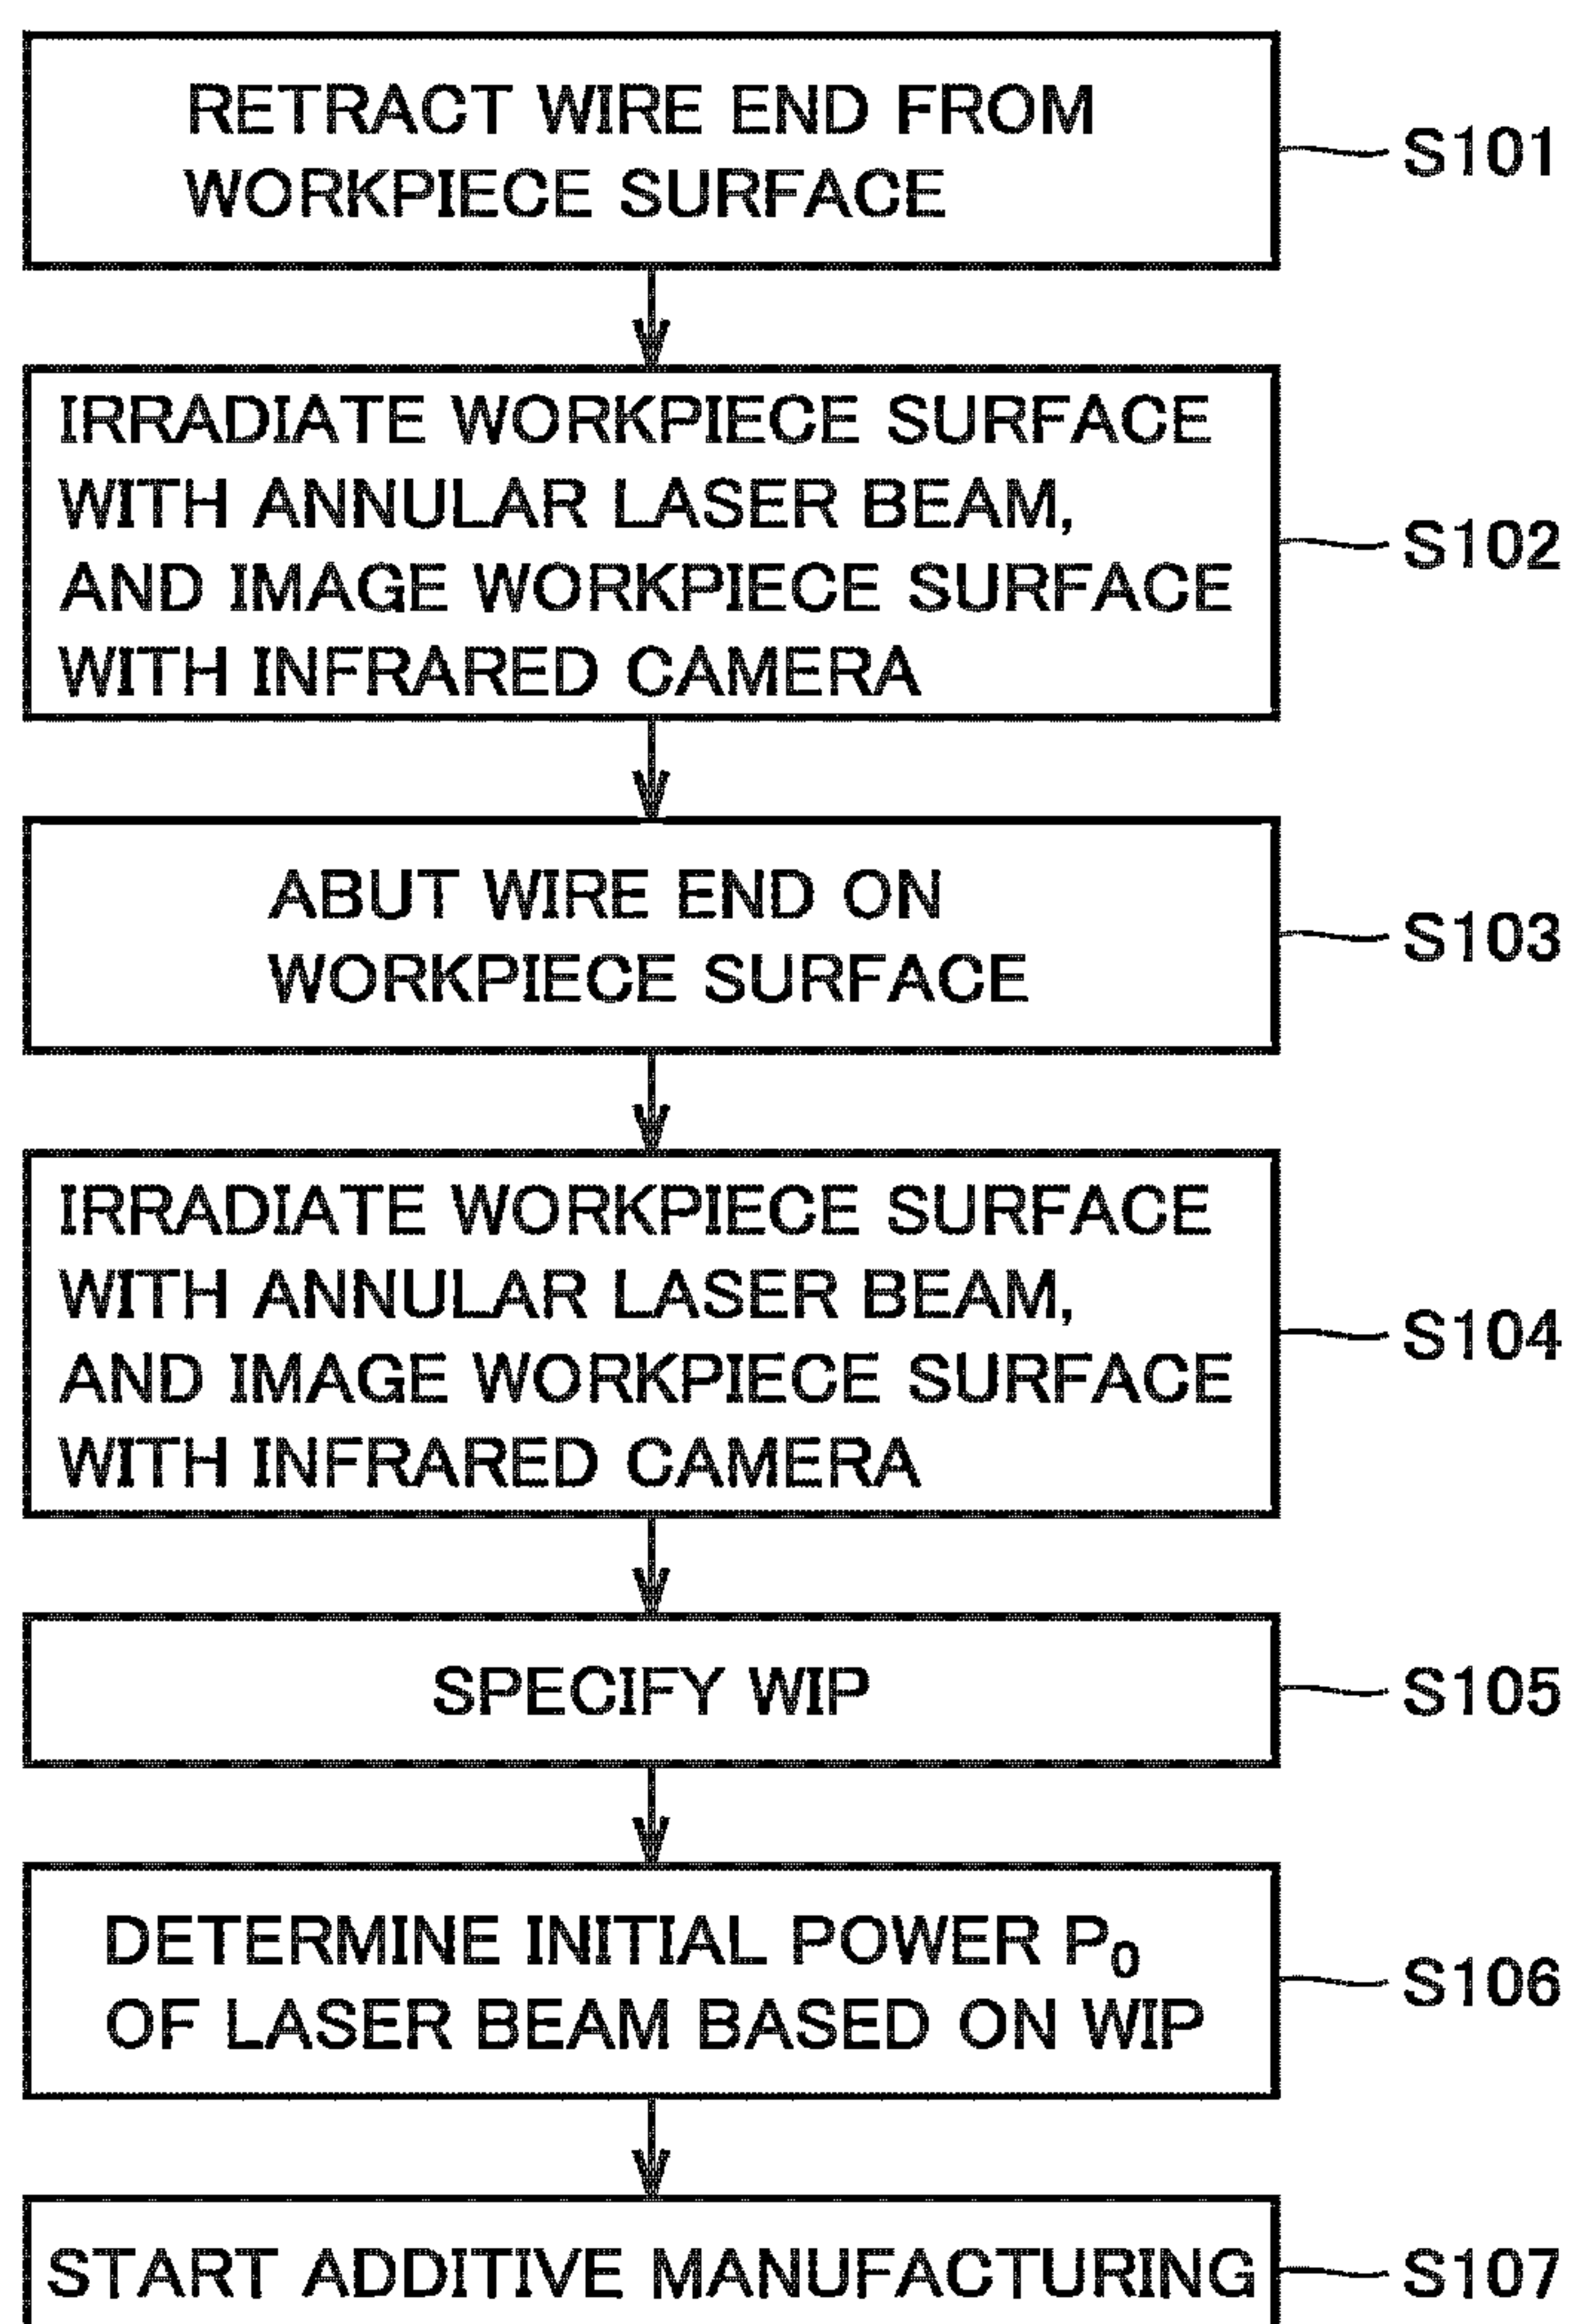 RETRACT WIRE END FROM
WORKPIECE SURFACE
S101
IRRADIATE WORKPIECE SURFACE
WITH ANNULAR LASER BEAM,
AND IMAGE WORKPIECE SURFACE
WITH INFRARED CAMERA
S102
ABUT WIRE END ON
WORKPIECE SURFACE
S103
IRRADIATE WORKPIECE SURFACE
WITH ANNULAR LASER BEAM,
AND IMAGE WORKPIECE SURFACE
WITH INFRARED CAMERA
S104
SPECIFY WIP
S105
DETERMINE INITIAL POWER P₀
OF LASER BEAM BASED ON WIP
S106
START ADDITIVE MANUFACTURING
S107